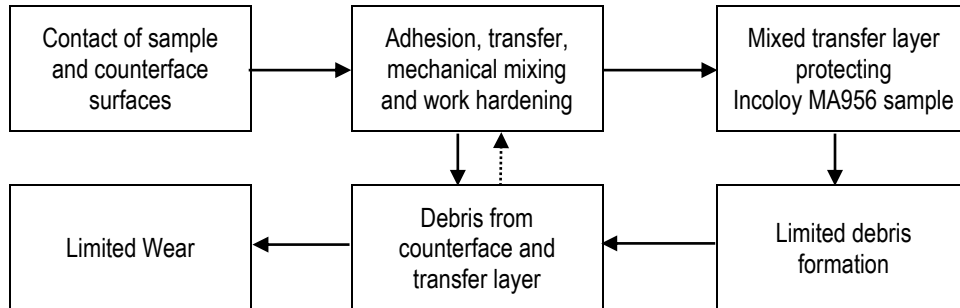 Contact of sample
and counterface
surfaces
Adhesion, transfer,
mechanical mixing
and work hardening
Mixed transfer layer
protecting
Incoloy MA956 sample
Limited Wear
Debris from
counterface and
transfer layer
Limited debris
formation